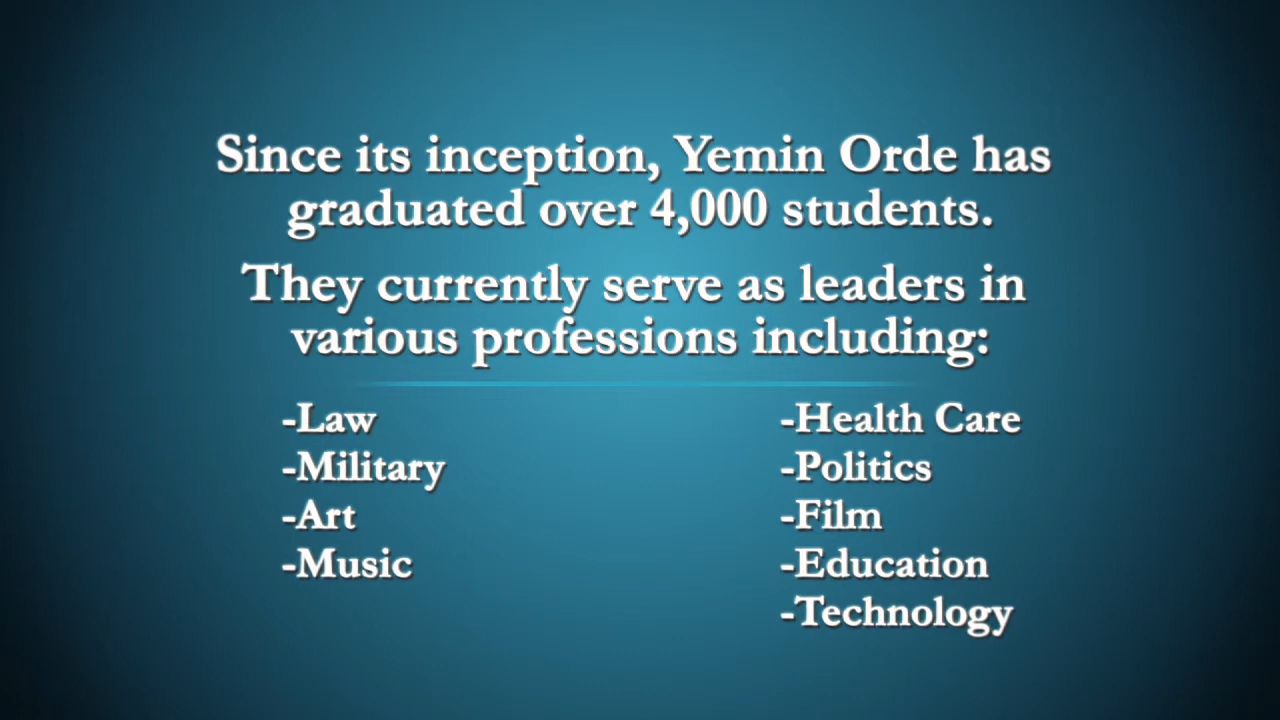 Since its inception, Yemin Orde has
graduated over 4,000 students.
They currently serve as leaders in
various professions including:
-Law
-Military
-Art
-Music
-Health Care
-Politics
-Film
-Education
-Technology